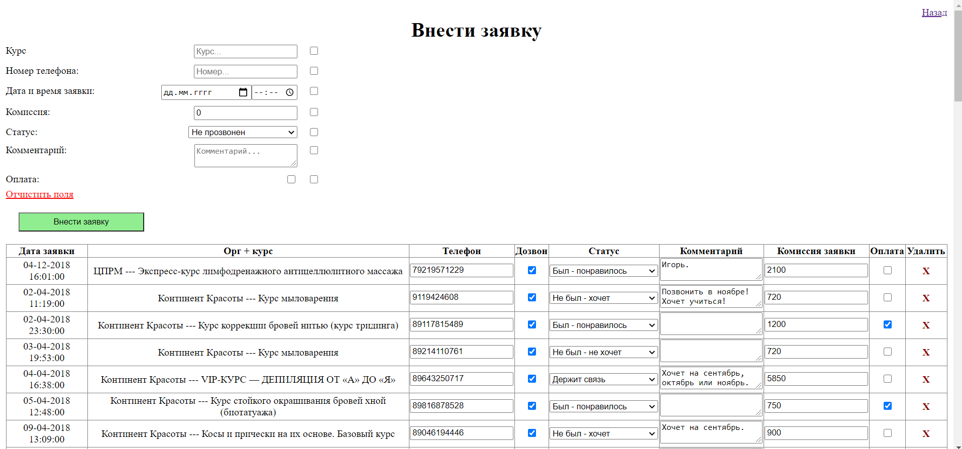 Назад
Внести заявку
Курс Курс...
Номер телефона: Номер...
Дата и время заявки: дд.мм.гггг --:--
Комиссия: 0
Статус: Не прозвонен
Комментарий: Комментарий...
Оплата:
Отчистить поля
Внести заявку
Дата заявки Орг + курс Телефон Дозвон Статус Комментарий Комиссия заявки Оплата Удалить
04-12-2018 16:01:00 ЦПРМ --- Экспресс-курс лимфодренажного антицеллюлитного массажа 79219571229 Был - понравилось Игорь. 2100 X
02-04-2018 11:19:00 Континент Красоты --- Курс мыловарения 9119424608 Не был - хочет Позвонить в ноябре! Хочет учиться! 720 X
02-04-2018 23:30:00 Континент Красоты --- Курс коррекции бровей нитью (курс тридинга) 89117815489 Был - понравилось 1200 X
03-04-2018 19:53:00 Континент Красоты --- Курс мыловарения 89214110761 Не был - не хочет 720 X
04-04-2018 16:38:00 Континент Красоты --- VIP-КУРС — ДЕПИЛЯЦИЯ ОТ «А» ДО «Я» 89643250717 Держит связь Хочет на сентябрь, октябрь или ноябрь. 5850 X
05-04-2018 12:48:00 Континент Красоты --- Курс стойкого окрашивания бровей хной (биотатуажа) 89816878528 Был - понравилось 750 X
09-04-2018 13:09:00 Континент Красоты --- Косы и прически на их основе. Базовый курс 89046194446 Не был - хочет Хочет на сентябрь. 900 X